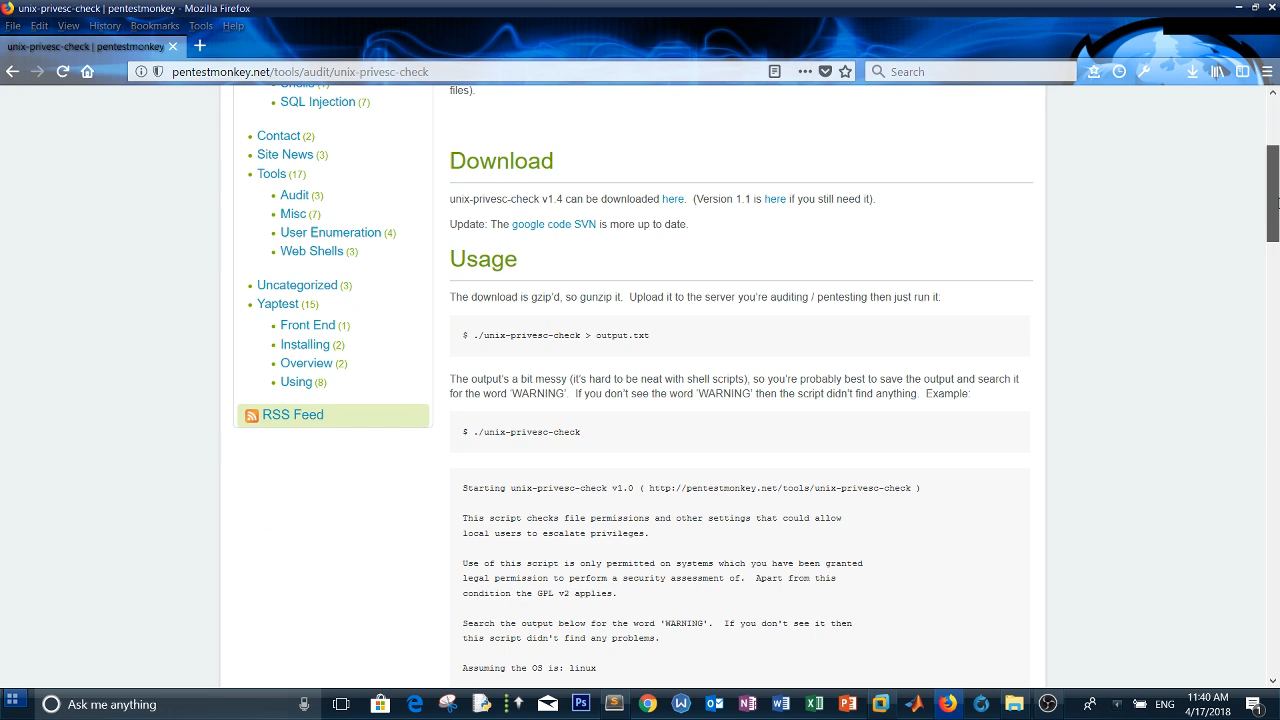 unix-privesc-check | pentestmonkey - Mozilla Firefox
File Edit View History Bookmarks Tools Help
unix-privesc-check | pentestmonkey
pentestmonkey.net/tools/audit/unix-privesc-check
Search
Shells (1)
SQL Injection (7)
Contact (2)
Site News (3)
Tools (17)
Audit (3)
Misc (7)
User Enumeration (4)
Web Shells (3)
Uncategorized (3)
Yaptest (15)
Front End (1)
Installing (2)
Overview (2)
Using (8)
RSS Feed
files).
Download
unix-privesc-check v1.4 can be downloaded here. (Version 1.1 is here if you still need it).
Update: The google code SVN is more up to date.
Usage
The download is gzip'd, so gunzip it. Upload it to the server you're auditing / pentesting then just run it:
$ ./unix-privesc-check > output.txt
The output's a bit messy (it's hard to be neat with shell scripts), so you're probably best to save the output and search it
for the word 'WARNING'. If you don't see the word 'WARNING' then the script didn't find anything. Example:
$ ./unix-privesc-check
Starting unix-privesc-check v1.0 ( http://pentestmonkey.net/tools/unix-privesc-check )
This script checks file permissions and other settings that could allow
local users to escalate privileges.
Use of this script is only permitted on systems which you have been granted
legal permission to perform a security assessment of. Apart from this
condition the GPL v2 applies.
Search the output below for the word 'WARNING'. If you don't see it then
this script didn't find any problems.
Assuming the OS is: linux
Ask me anything
Ps
ENG
11:40 AM
4/17/2018